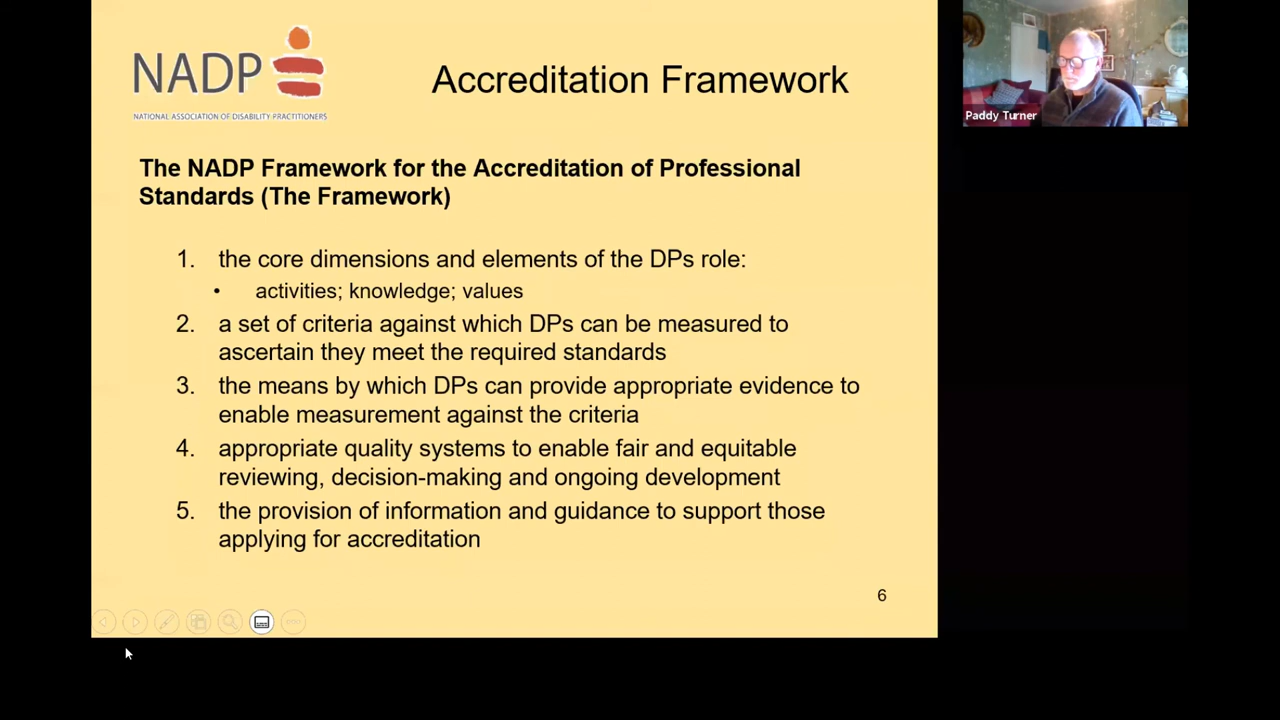 NADP
NATIONAL ASSOCIATION OF DISABILITY PRACTITIONERS
Accreditation Framework
Paddy Turner
The NADP Framework for the Accreditation of Professional
Standards (The Framework)
1. the core dimensions and elements of the DPs role:
• activities; knowledge; values
2. a set of criteria against which DPs can be measured to
ascertain they meet the required standards
3. the means by which DPs can provide appropriate evidence to
enable measurement against the criteria
4. appropriate quality systems to enable fair and equitable
reviewing, decision-making and ongoing development
5. the provision of information and guidance to support those
applying for accreditation
6